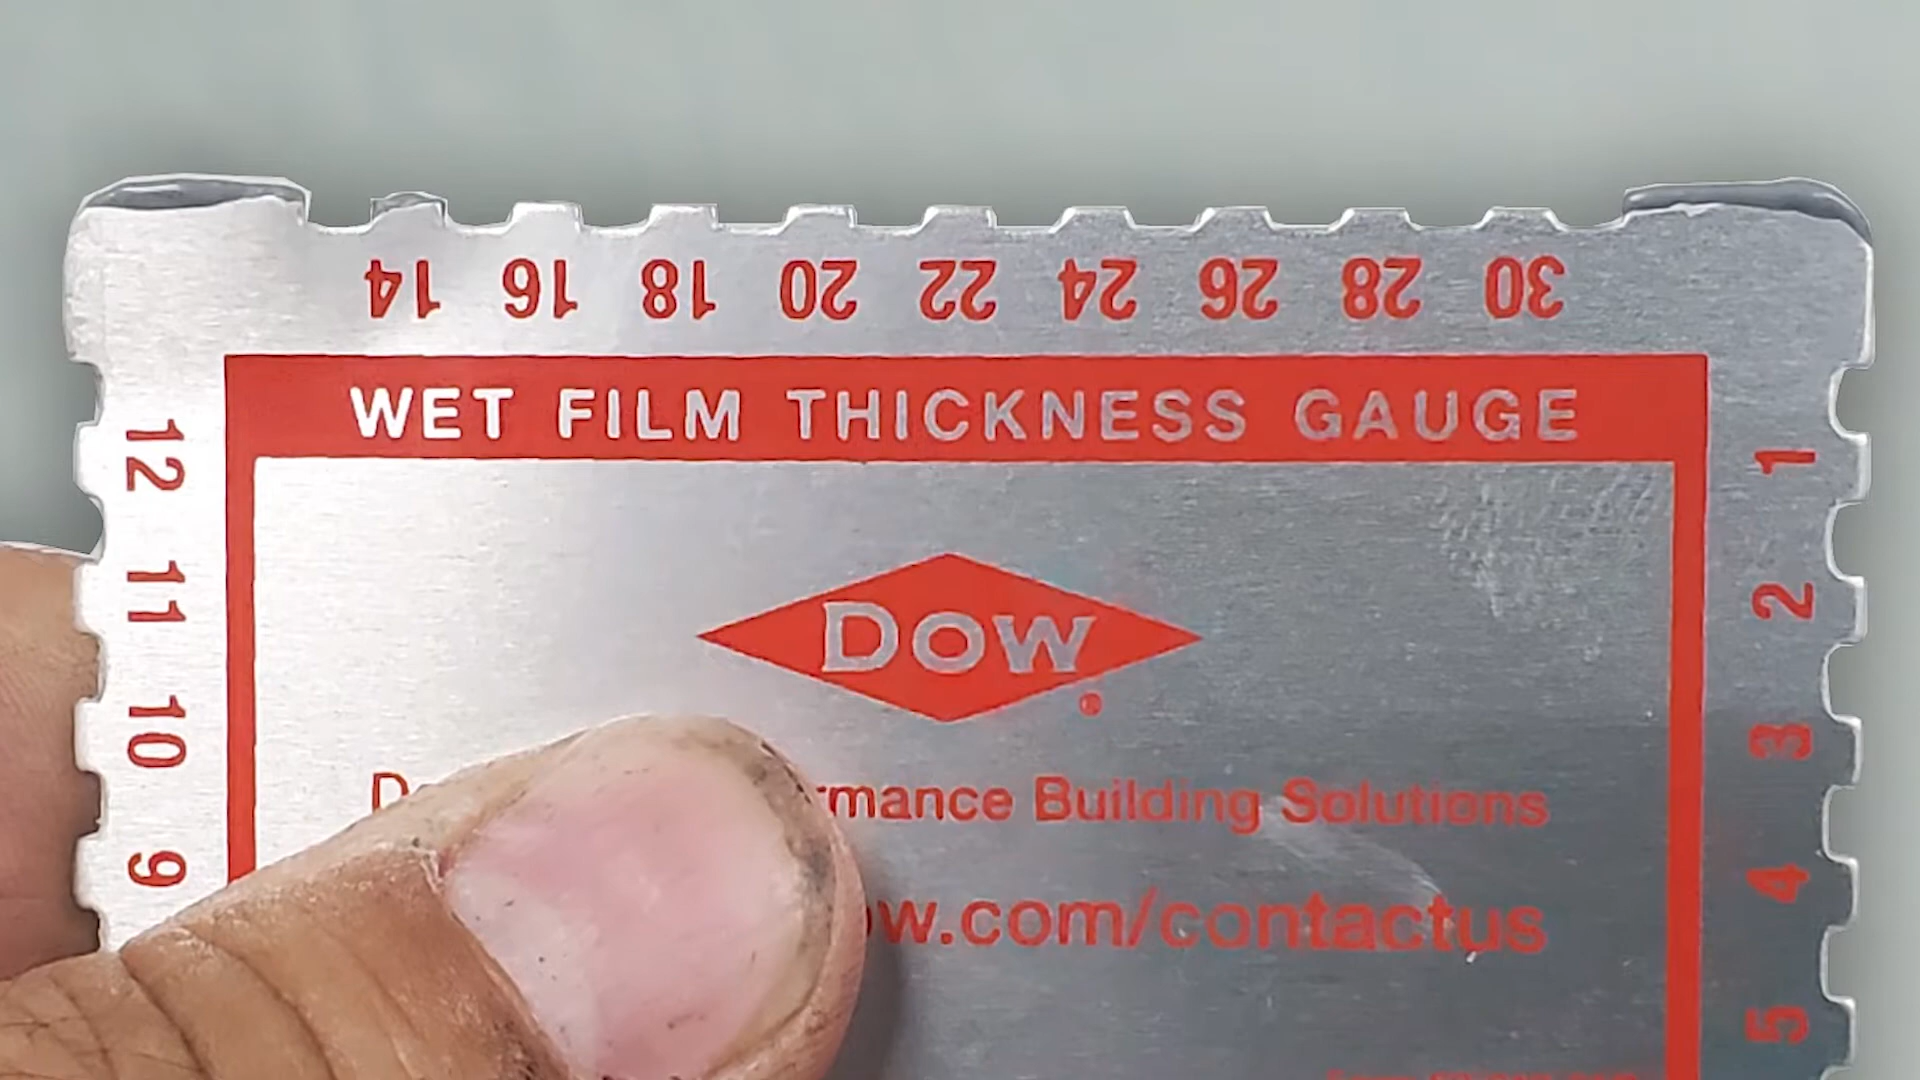 14 16 18 20 22 24 26 28 30
WET FILM THICKNESS GAUGE
12
11
10
9
DOW
®
Building Solutions
.com/contactus
1
2
3
4
5